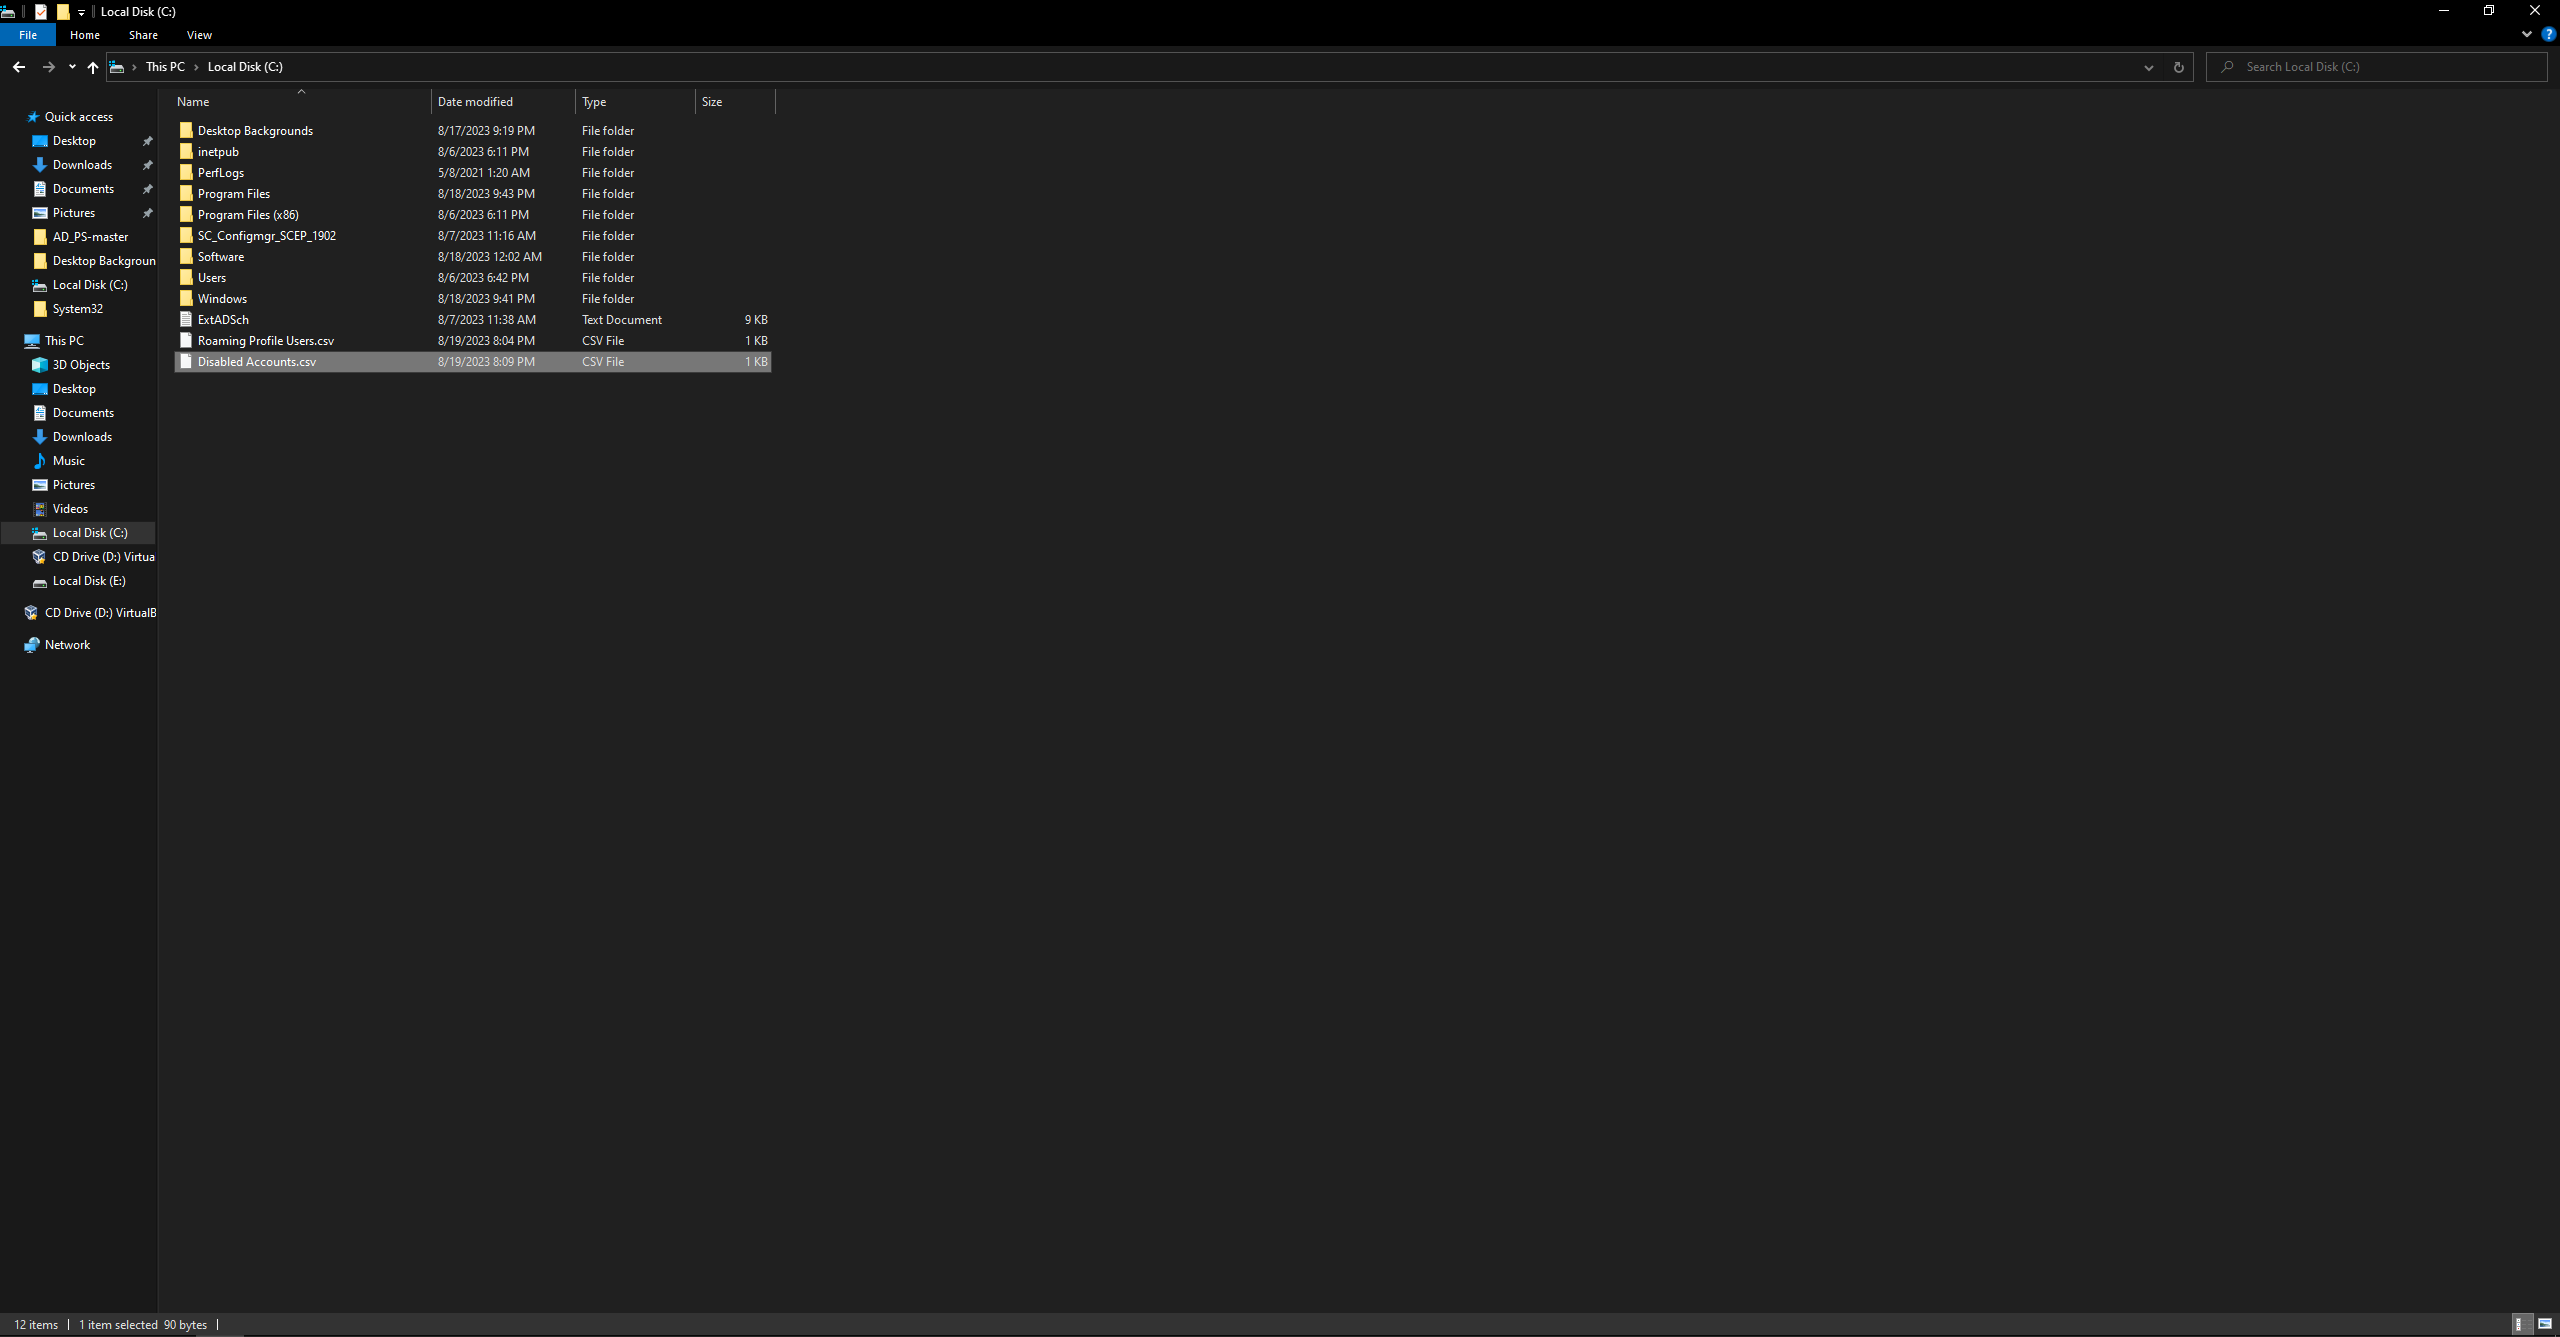 Local Disk (C:)
File Home Share View ?
This PC Local Disk (C:) Search Local Disk (C:)
Name Date modified Type Size
Quick access
Desktop
Downloads
Documents
Pictures
AD_PS-master
Desktop Backgroun
Local Disk (C:)
System32
This PC
3D Objects
Desktop
Documents
Downloads
Music
Pictures
Videos
Local Disk (C:)
CD Drive (D:) Virtua
Local Disk (E:)
CD Drive (D:) VirtualB
Network
Desktop Backgrounds 8/17/2023 9:19 PM File folder
inetpub 8/6/2023 6:11 PM File folder
PerfLogs 5/8/2021 1:20 AM File folder
Program Files 8/18/2023 9:43 PM File folder
Program Files (x86) 8/6/2023 6:11 PM File folder
SC_Configmgr_SCEP_1902 8/7/2023 11:16 AM File folder
Software 8/18/2023 12:02 AM File folder
Users 8/6/2023 6:42 PM File folder
Windows 8/18/2023 9:41 PM File folder
ExtADSch 8/7/2023 11:38 AM Text Document 9 KB
Roaming Profile Users.csv 8/19/2023 8:04 PM CSV File 1 KB
Disabled Accounts.csv 8/19/2023 8:09 PM CSV File 1 KB
12 items 1 item selected 90 bytes